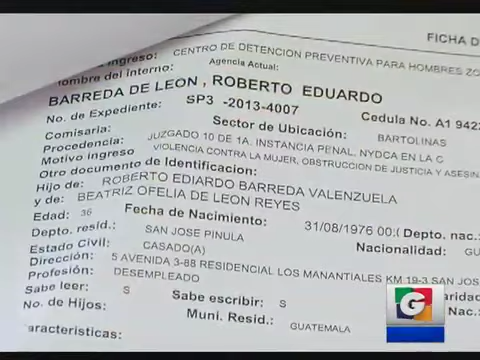 FICHA D
Ingreso: CENTRO DE DETENCION PREVENTIVA PARA HOMBRES ZO
Nombre del interno: Agencia Actual:
BARREDA DE LEON , ROBERTO EDUARDO
No. de Expediente: SP3 -2013-4007 Cedula No. A1 9422
Comisaria: Sector de Ubicación: BARTOLINAS
Procedencia: JUZGADO 10 DE 1A. INSTANCIA PENAL, NYDCA EN LA C
Motivo ingreso VIOLENCIA CONTRA LA MUJER, OBSTRUCCION DE JUSTICIA Y ASESIN
Otro documento de Identificacion:
Hijo de: ROBERTO EDIARDO BARREDA VALENZUELA
y de: BEATRIZ OFELIA DE LEON REYES
Edad: 36 Fecha de Nacimiento: 31/08/1976 00:( Depto. nac.:
Depto. resid.: SAN JOSE PINULA Nacionalidad: GU
Estado Civil: CASADO(A)
Dirección: 5 AVENIDA 3-88 RESIDENCIAL LOS MANANTIALES KM 19-3 SAN JOS
Profesión: DESEMPLEADO
Sabe leer: S Sabe escribir: S Nac.:
No. de Hijos: Muni. Resid.: GUATEMALA
aracterísticas:
G